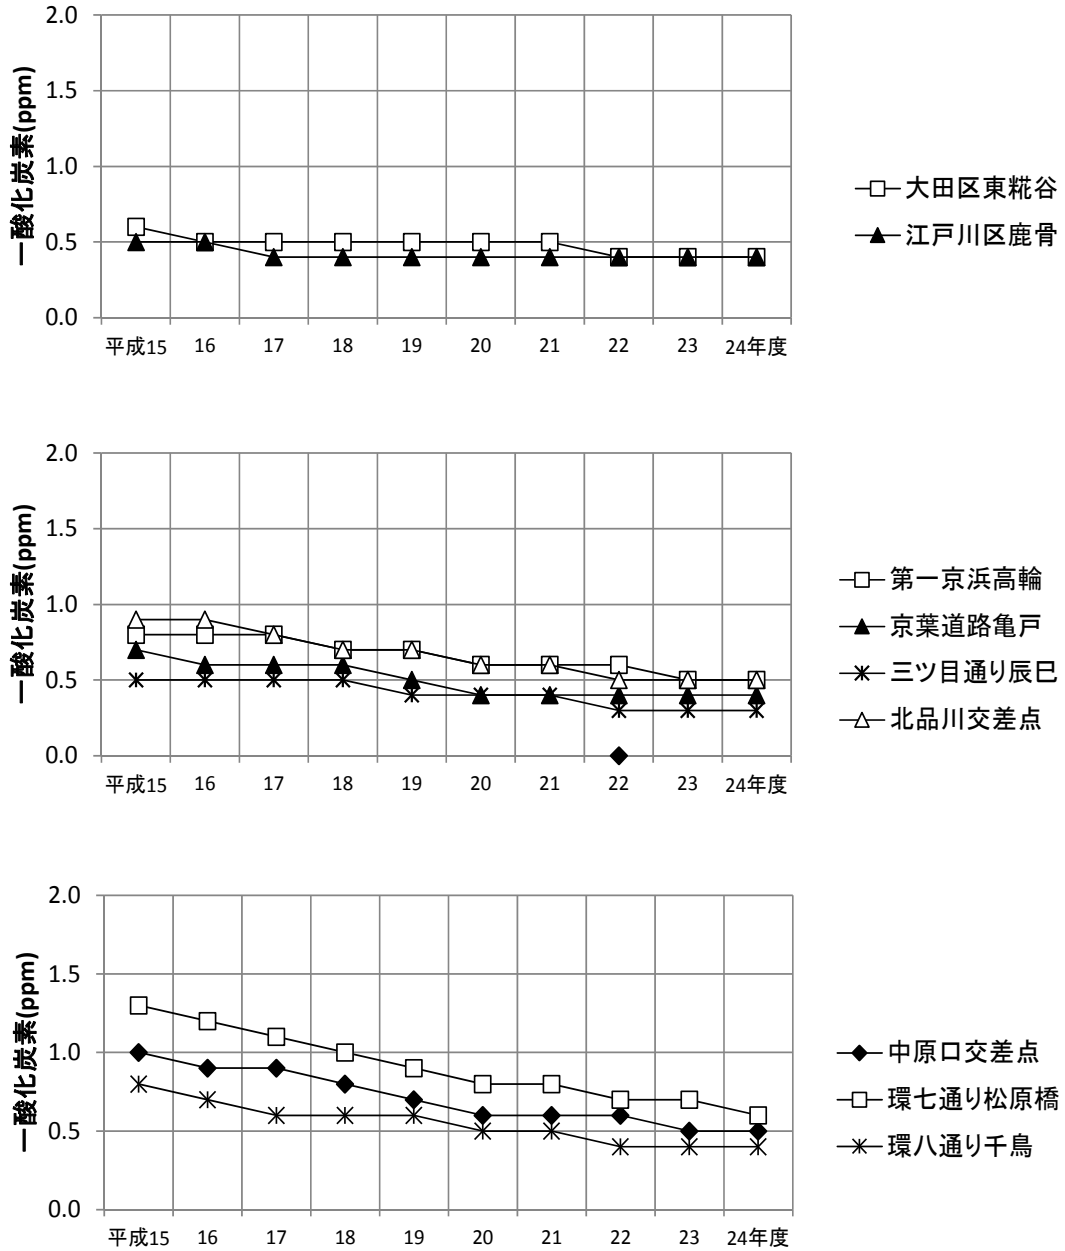 一酸化炭素(ppm)
2.0
1.5
1.0
0.5
0.0
平成15 16 17 18 19 20 21 22 23 24年度
大田区東糀谷
江戸川区鹿骨
一酸化炭素(ppm)
2.0
1.5
1.0
0.5
0.0
平成15 16 17 18 19 20 21 22 23 24年度
第一京浜高輪
京葉道路亀戸
三ツ目通り辰巳
北品川交差点
一酸化炭素(ppm)
2.0
1.5
1.0
0.5
0.0
平成15 16 17 18 19 20 21 22 23 24年度
中原口交差点
環七通り松原橋
環八通り千鳥